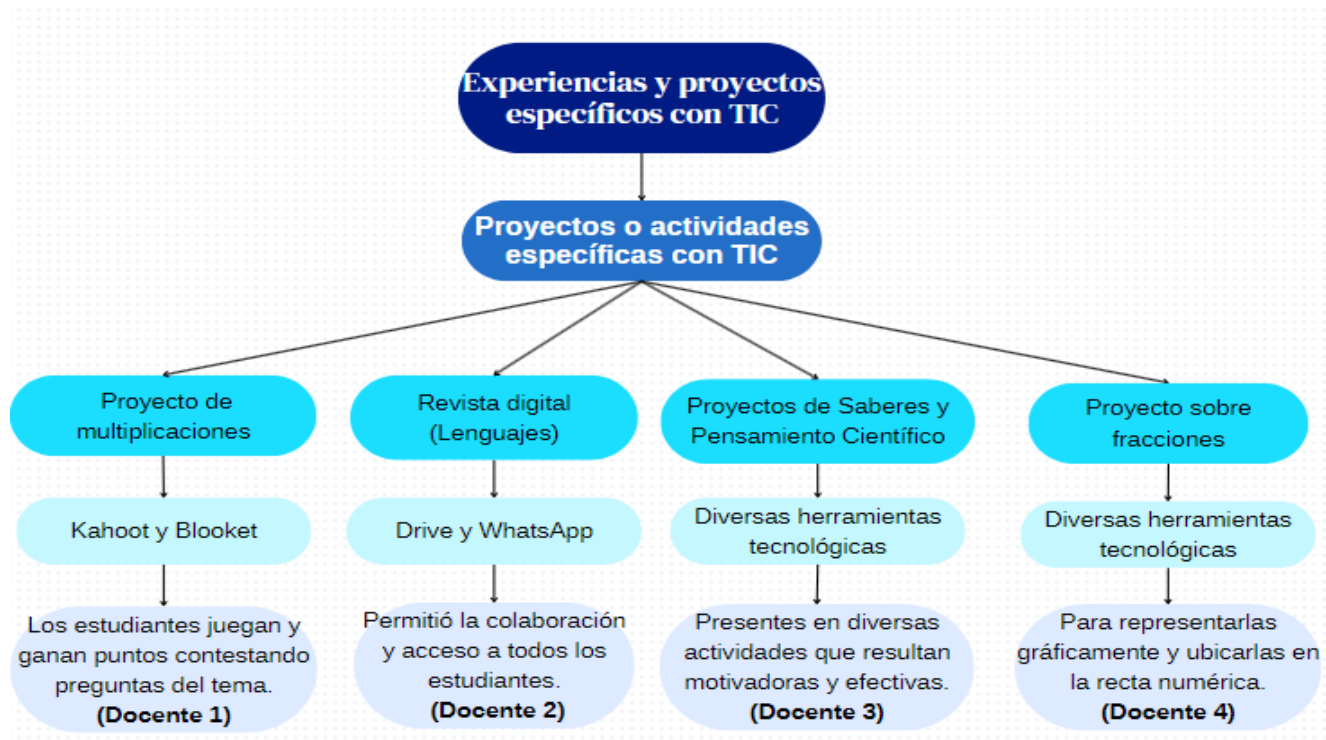 Experiencias y proyectos
específicos con TIC
Proyectos o actividades
específicas con TIC
Proyecto de
multiplicaciones
Revista digital
(Lenguajes)
Proyectos de Saberes y
Pensamiento Científico
Proyecto sobre
fracciones
Kahoot y Blooket
Drive y WhatsApp
Diversas herramientas
tecnológicas
Diversas herramientas
tecnológicas
Los estudiantes juegan y
ganan puntos contestando
preguntas del tema.
(Docente 1)
Permitió la colaboración
y acceso a todos los
estudiantes.
(Docente 2)
Presentes en diversas
actividades que resultan
motivadoras y efectivas.
(Docente 3)
Para representarlas
gráficamente y ubicarlas en
la recta numérica.
(Docente 4)